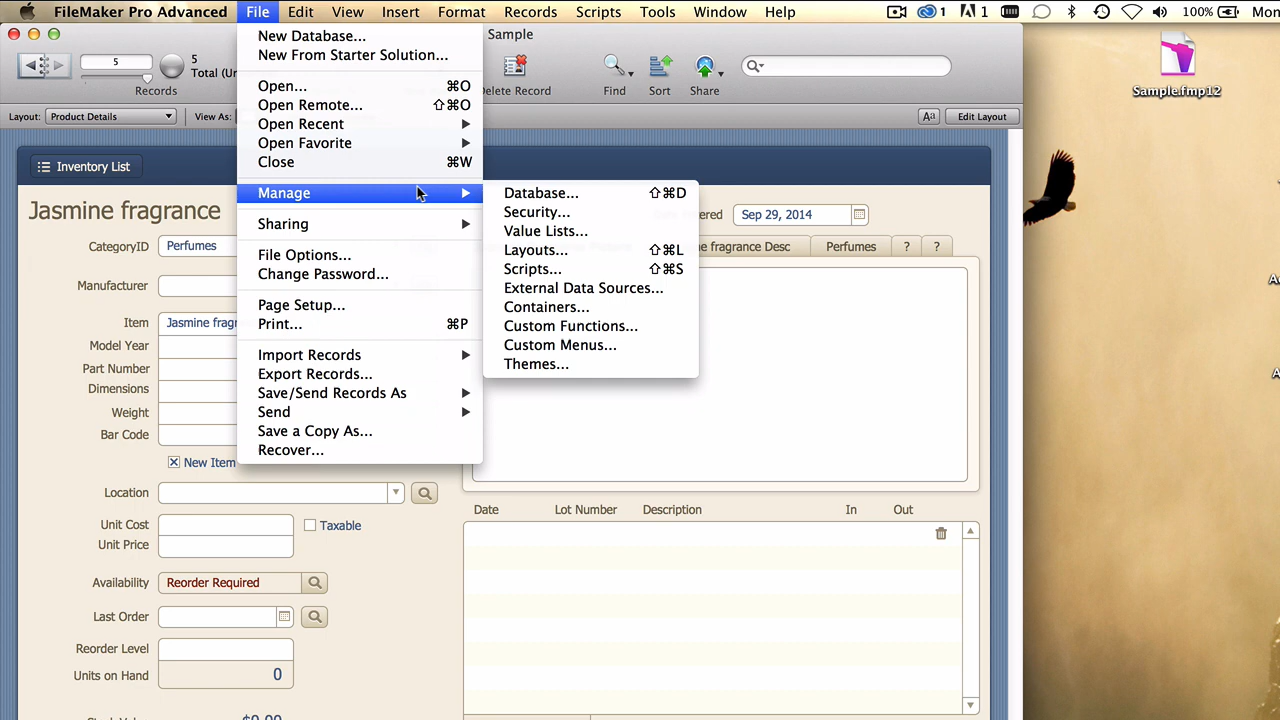 FileMaker Pro Advanced File Edit View Insert Format Records Scripts Tools Window Help 1 1 100% Mon
Sample
5
5
Total (Un
Records
Delete Record
Find
Sort
Share
Layout: Product Details
View As:
Aa
Edit Layout
New Database...
New From Starter Solution...
Open... ⌘O
Open Remote... ⇧⌘O
Open Recent
Open Favorite
Close ⌘W
Manage
Sharing
File Options...
Change Password...
Page Setup...
Print... ⌘P
Import Records
Export Records...
Save/Send Records As
Send
Save a Copy As...
Recover...
Database... ⇧⌘D
Security...
Value Lists...
Layouts... ⇧⌘L
Scripts... ⇧⌘S
External Data Sources...
Containers...
Custom Functions...
Custom Menus...
Themes...
Sample.fmp12
Inventory List
Jasmine fragrance
Sep 29, 2014
CategoryID Perfumes
fragrance Desc Perfumes ? ?
Manufacturer
Item Jasmine fragr
Model Year
Part Number
Dimensions
Weight
Bar Code
New Item
Location
Unit Cost Taxable
Unit Price
Availability Reorder Required
Last Order
Reorder Level
Units on Hand 0
Date Lot Number Description In Out